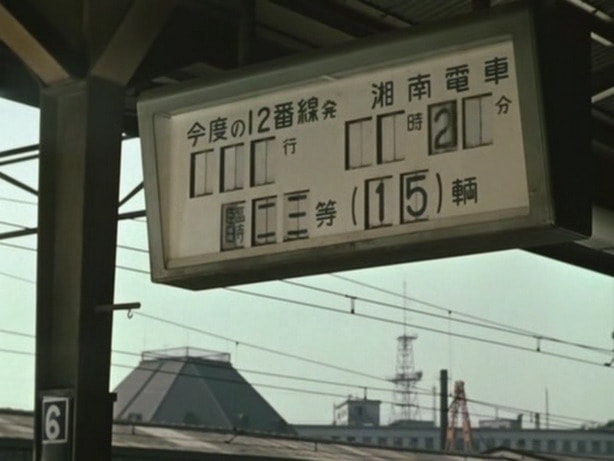 湘南電車
今度の12番線発 時2 分
行
臨時 二三等(15)輌
6